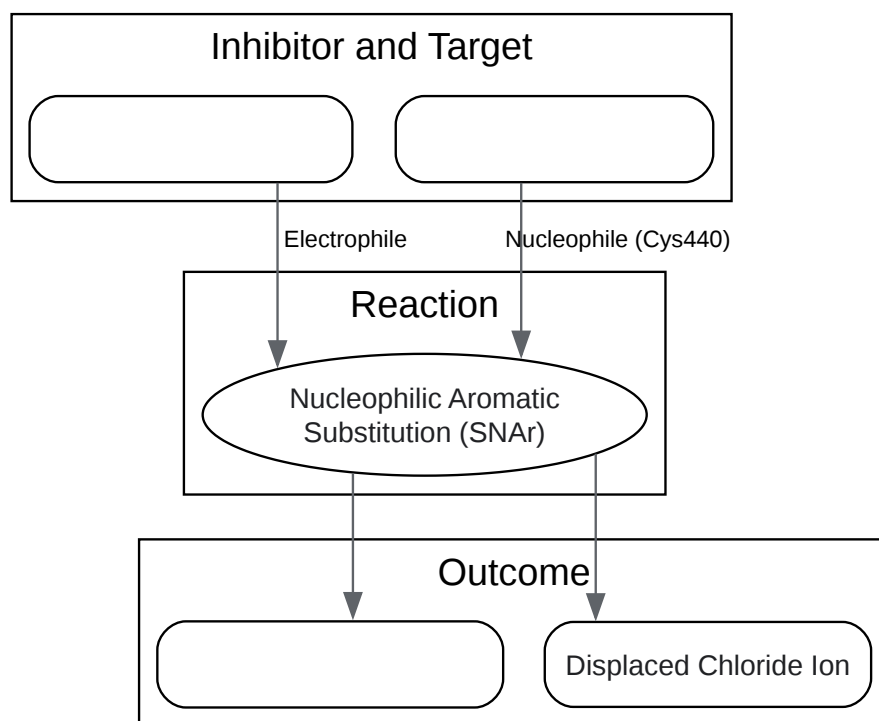 Inhibitor and Target
Electrophile
Nucleophile (Cys440)
Reaction
Nucleophilic Aromatic
Substitution (SNAr)
Outcome
Displaced Chloride Ion